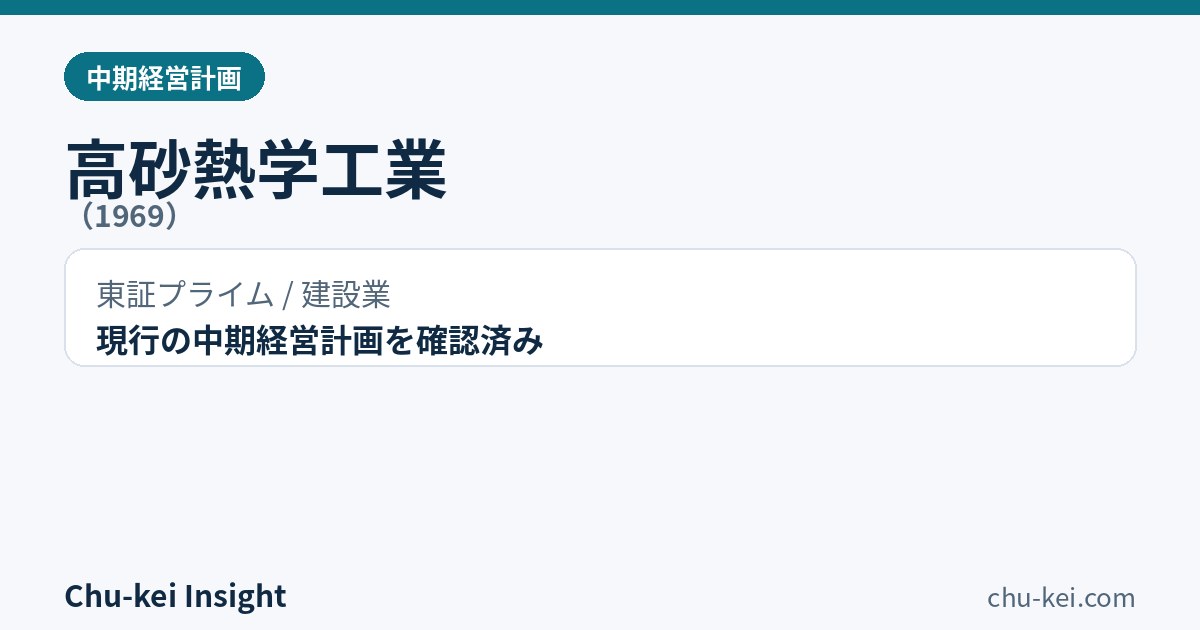 中期経営計画
高砂熱学工業
（1969）
東証プライム / 建設業
現行の中期経営計画を確認済み
Chu-kei Insight
chu-kei.com